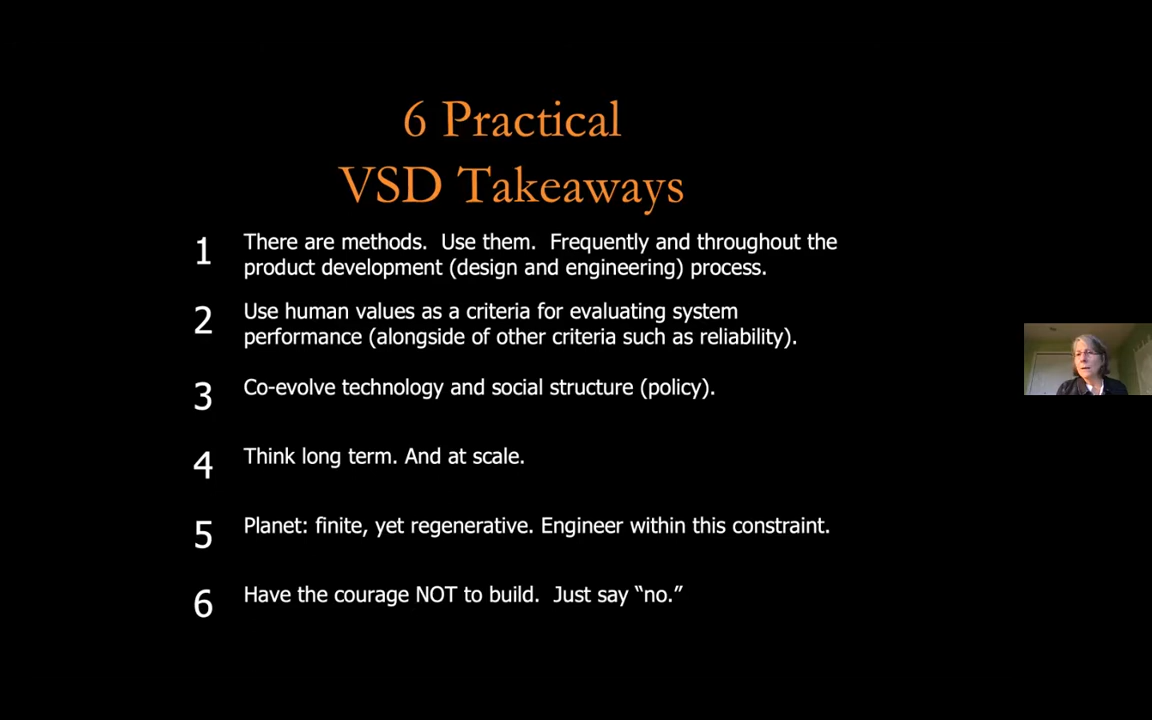 6 Practical
VSD Takeaways
1 There are methods.  Use them.  Frequently and throughout the
product development (design and engineering) process.
2 Use human values as a criteria for evaluating system
performance (alongside of other criteria such as reliability).
3 Co-evolve technology and social structure (policy).
4 Think long term. And at scale.
5 Planet: finite, yet regenerative. Engineer within this constraint.
6 Have the courage NOT to build.  Just say “no.”